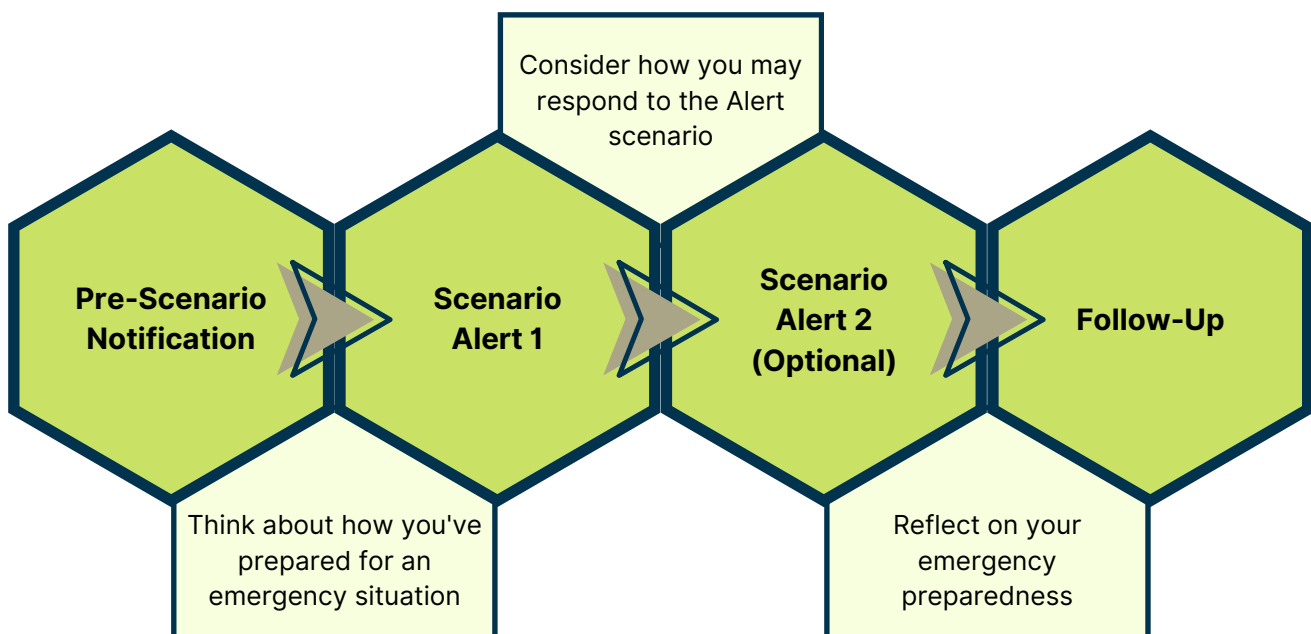 Consider how you may
respond to the Alert
scenario
Pre-Scenario
Notification
Scenario
Alert 1
Scenario
Alert 2
(Optional)
Follow-Up
Think about how you've
prepared for an
emergency situation
Reflect on your
emergency
preparedness